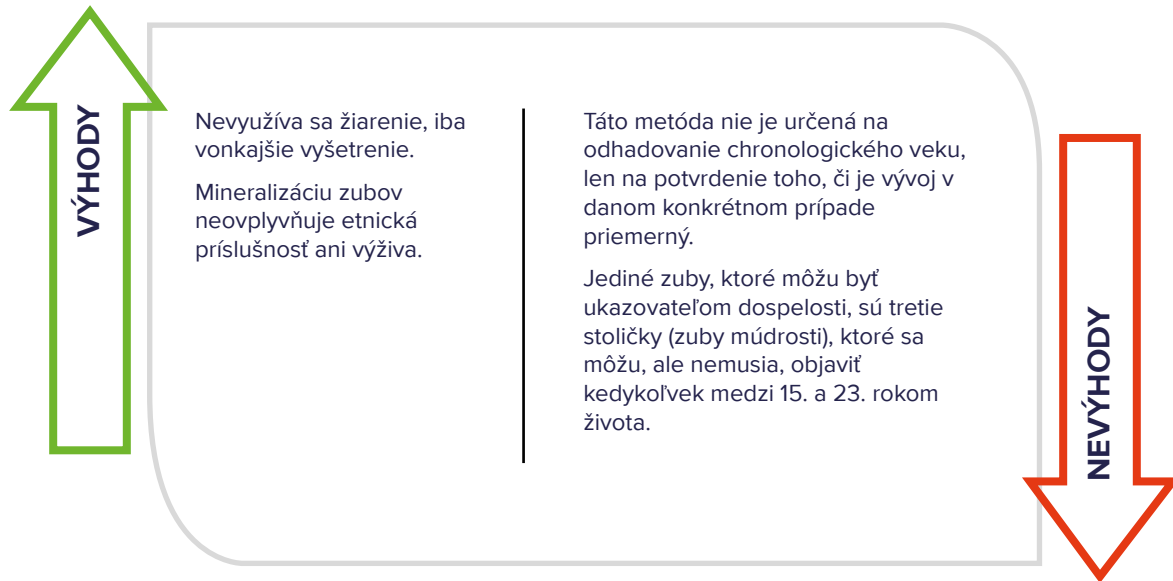 VÝHODY
Nevyužíva sa žiarenie, iba
vonkajšie vyšetrenie.
Mineralizáciu zubov
neovplyvňuje etnická
príslušnosť ani výživa.
Táto metóda nie je určená na
odhadovanie chronologického veku,
len na potvrdenie toho, či je vývoj v
danom konkrétnom prípade
priemerný.
Jediné zuby, ktoré môžu byť
ukazovateľom dospelosti, sú tretie
stoličky (zuby múdrosti), ktoré sa
môžu, ale nemusia, objaviť
kedykoľvek medzi 15. a 23. rokom
života.
NEVÝHODY